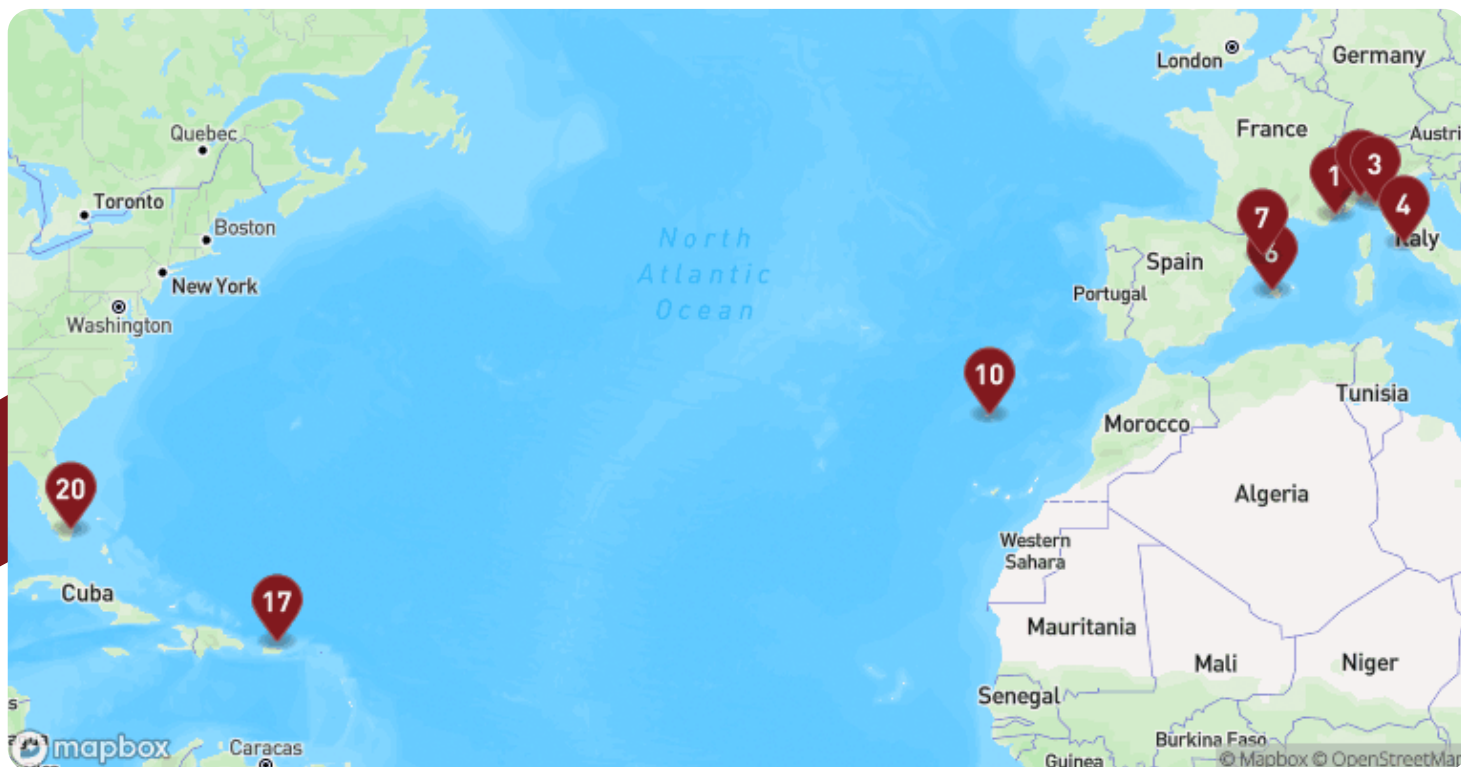 London
Germany
Quebec
France
Austri
Toronto
Boston
1
3
7
4
6
Italy
North
Atlantic
Ocean
Spain
New York
Portugal
Washington
10
Tunisia
Morocco
20
Algeria
Western
Sahara
Cuba
17
Mauritania
Mali
Niger
Senegal
s
mapbox
Caracas
Burkina Faso
Guinea
© Mapbox © OpenStreetMap